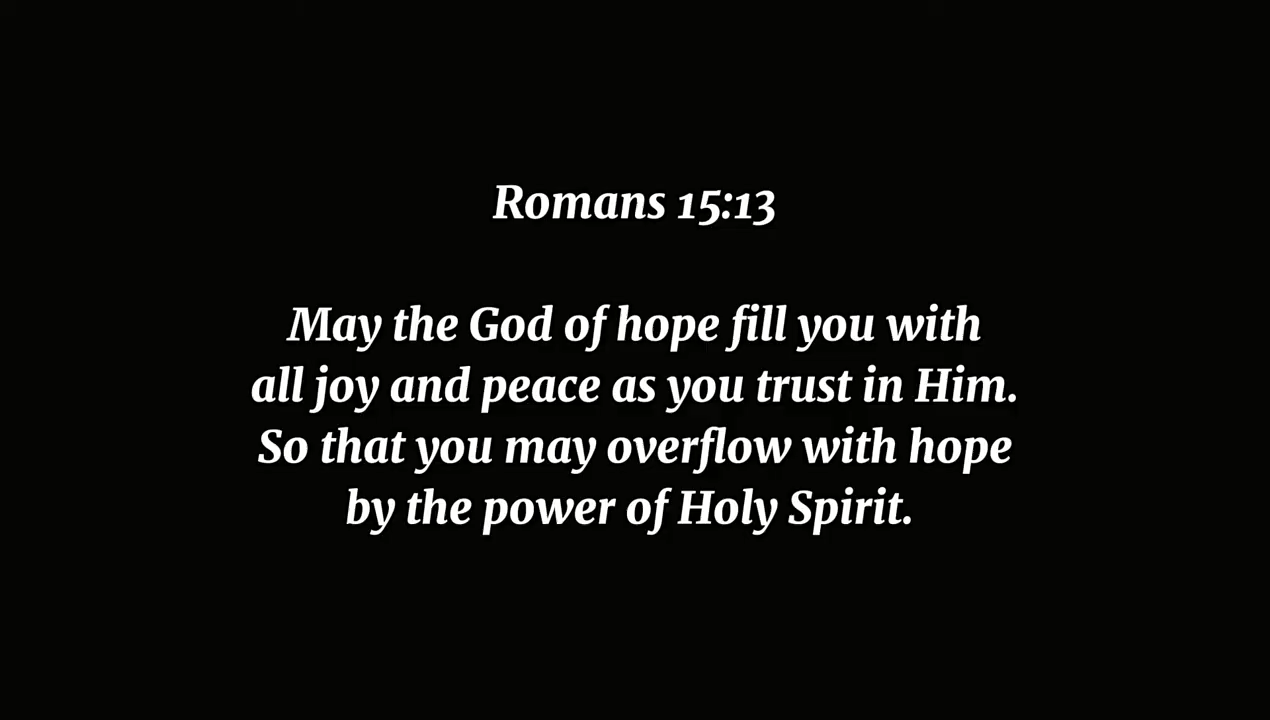 Romans 15:13
May the God of hope fill you with
all joy and peace as you trust in Him.
So that you may overflow with hope
by the power of Holy Spirit.